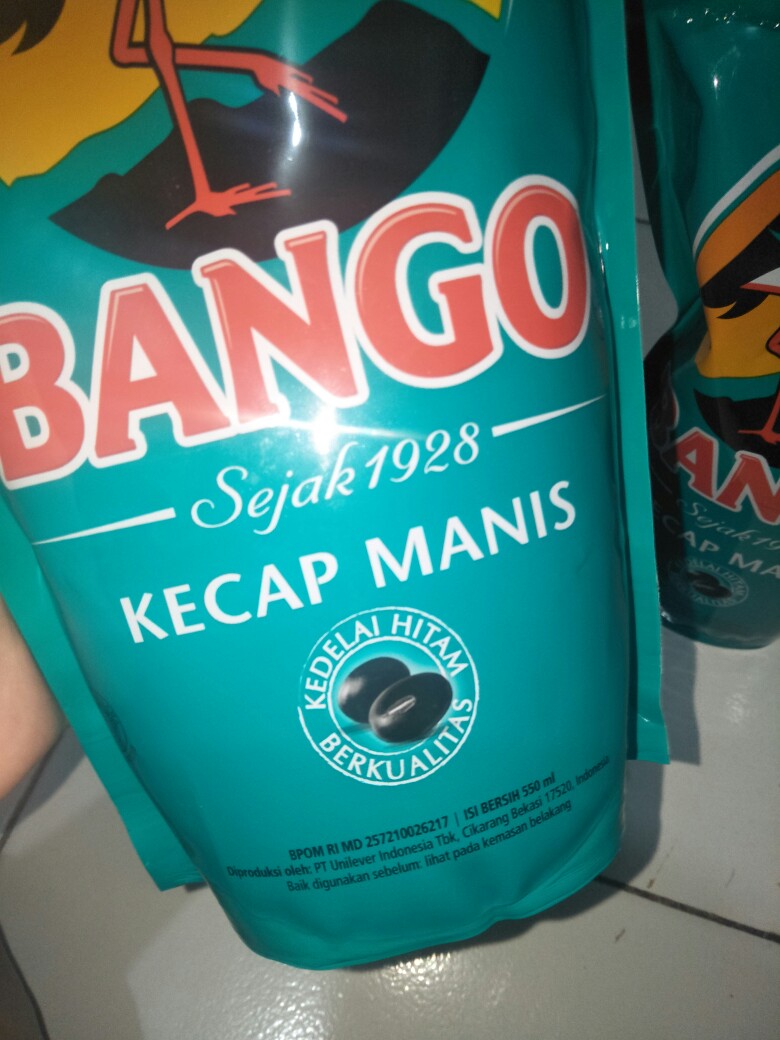 BANGO
Sejak 1928
KECAP MANIS
KEDELAI HITAM
BERKUALITAS
BPOM RI MD 257210026217 | ISI BERSIH 550 ml
Diproduksi oleh: PT Unilever Indonesia Tbk, Cikarang Bekasi 17520, Indonesia
Baik digunakan sebelum: lihat pada kemasan belakang